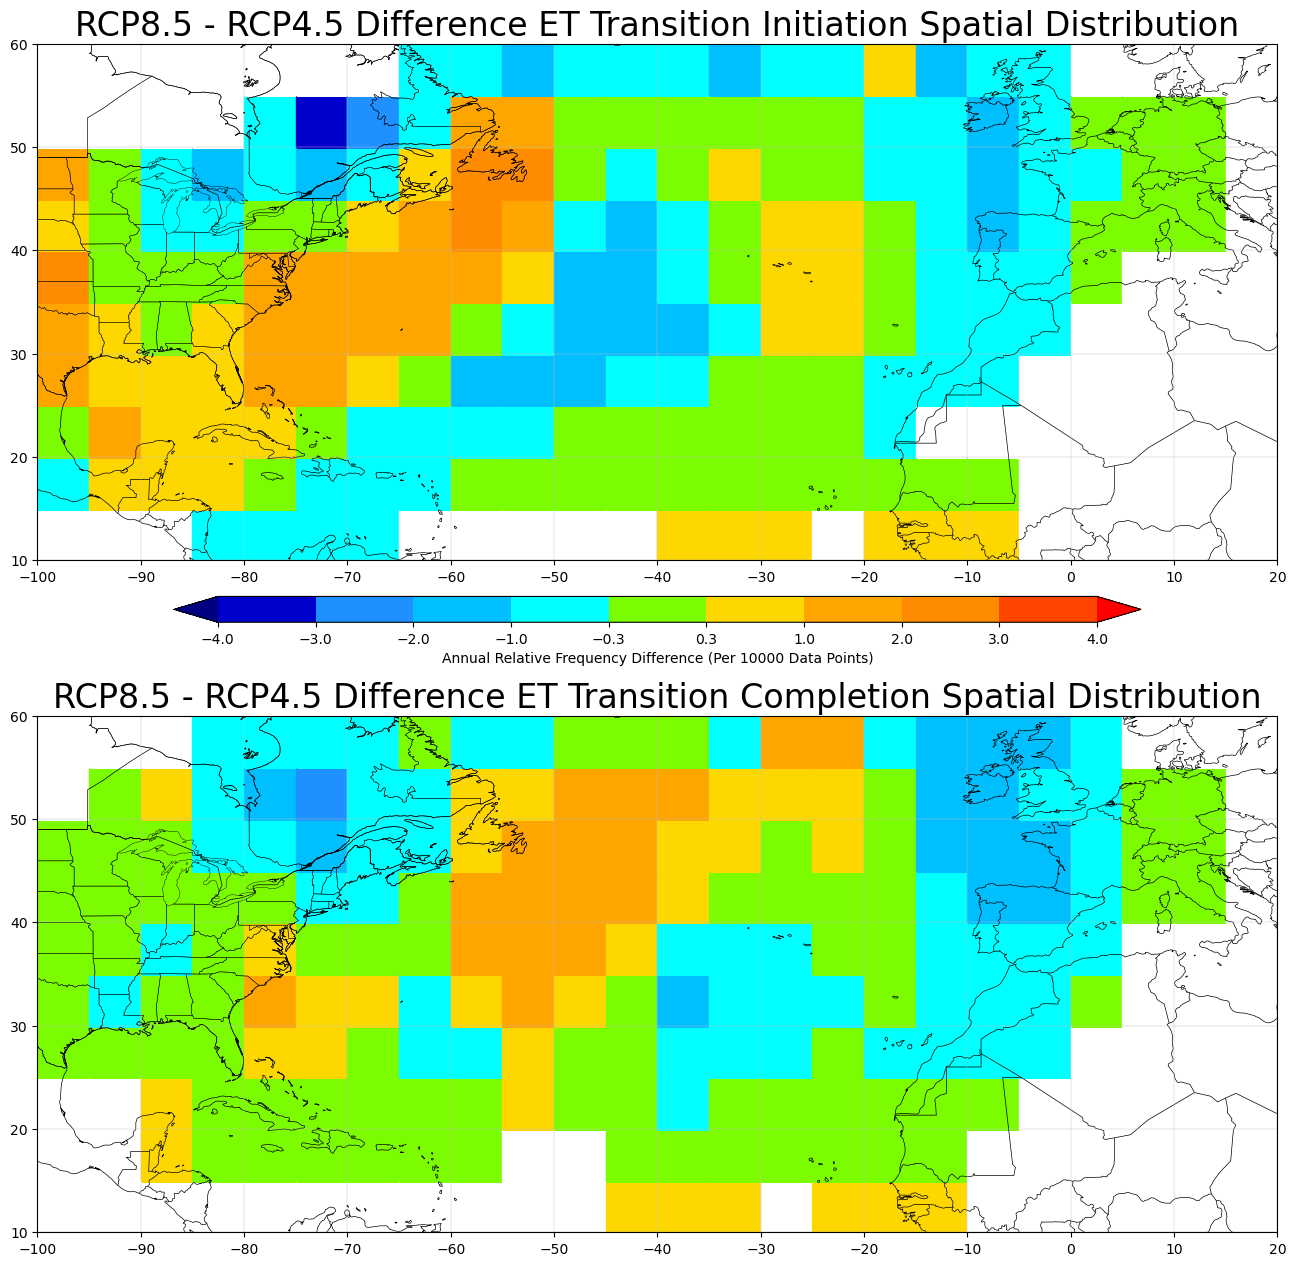 RCP8.5 - RCP4.5 Difference ET Transition Initiation Spatial Distribution
60
50
40
30
20
10
−100 −90 −80 −70 −60 −50 −40 −30 −20 −10 0 10 20
−4.0 −3.0 −2.0 −1.0 −0.3 0.3 1.0 2.0 3.0 4.0
Annual Relative Frequency Difference (Per 10000 Data Points)
RCP8.5 - RCP4.5 Difference ET Transition Completion Spatial Distribution
60
50
40
30
20
10
−100 −90 −80 −70 −60 −50 −40 −30 −20 −10 0 10 20